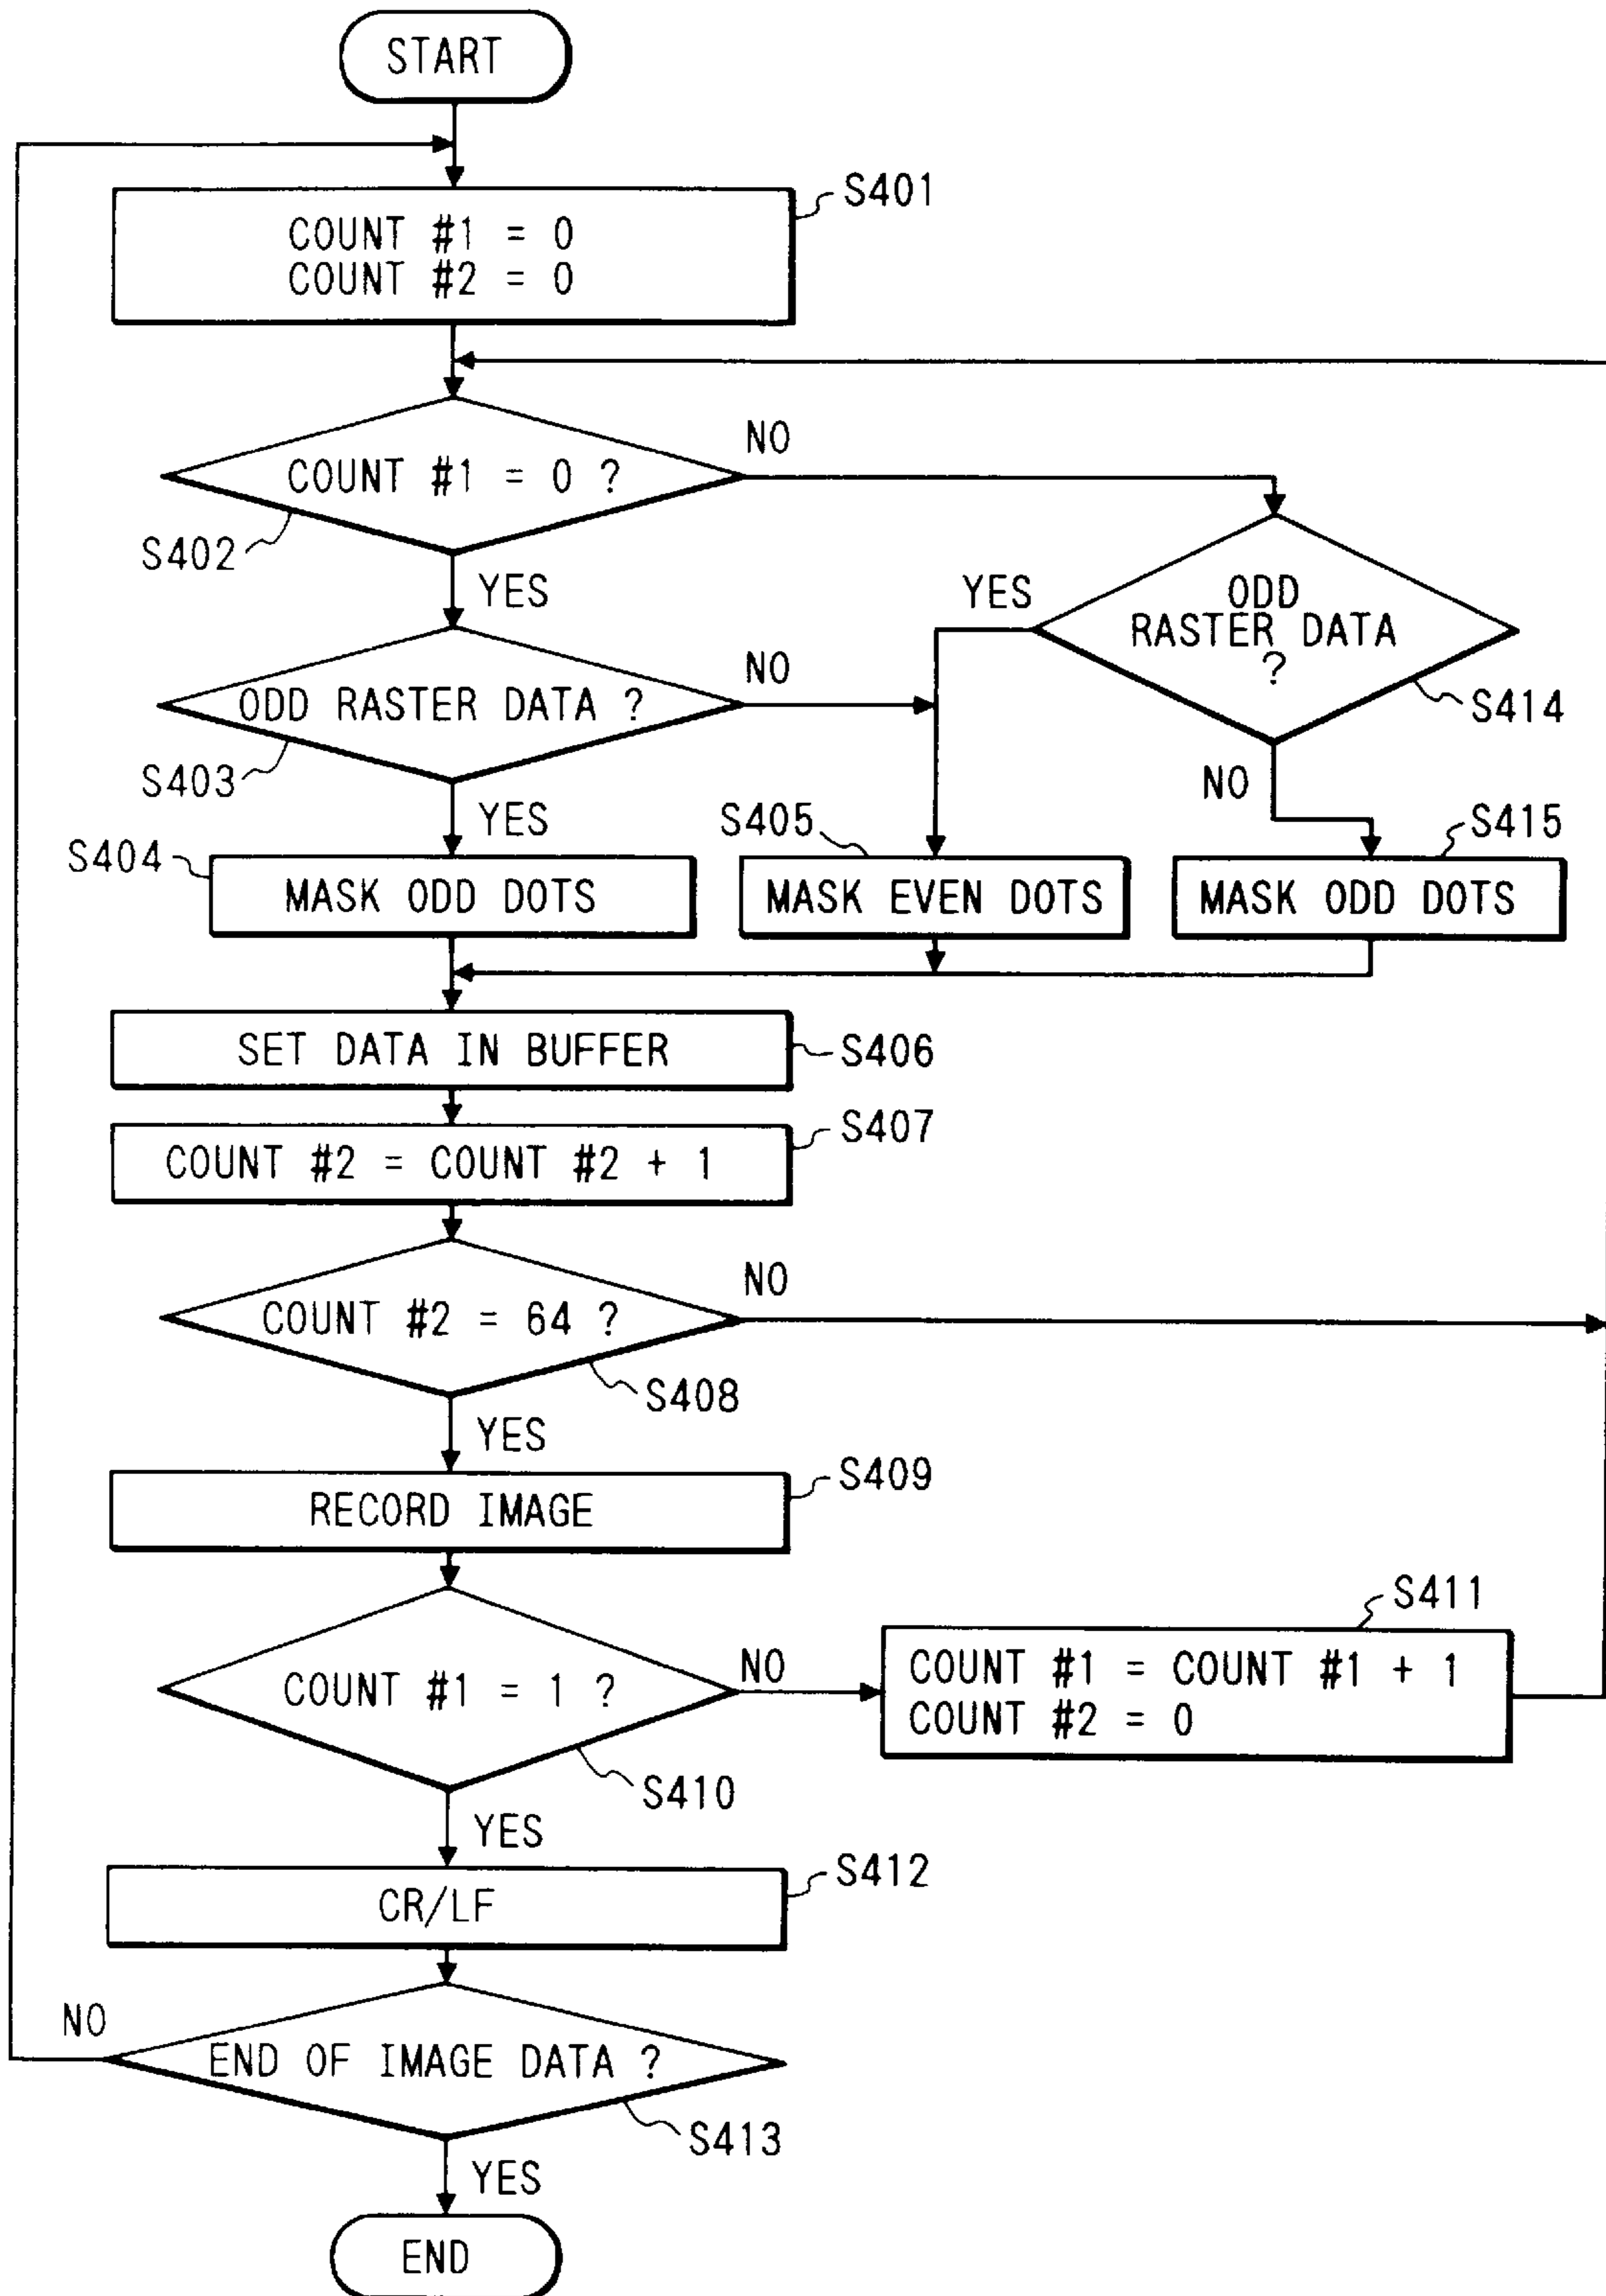 START
S401
COUNT #1 = 0
COUNT #2 = 0
NO
COUNT #1 = 0 ?
S402
YES
YES
ODD
RASTER DATA
?
NO
ODD RASTER DATA ?
S414
S403
NO
YES
S405
S415
S404
MASK ODD DOTS
MASK EVEN DOTS
MASK ODD DOTS
SET DATA IN BUFFER
S406
S407
COUNT #2 = COUNT #2 + 1
NO
COUNT #2 = 64 ?
S408
YES
S409
RECORD IMAGE
S411
NO
COUNT #1 = 1 ?
COUNT #1 = COUNT #1 + 1
COUNT #2 = 0
S410
YES
S412
CR/LF
NO
END OF IMAGE DATA ?
S413
YES
END